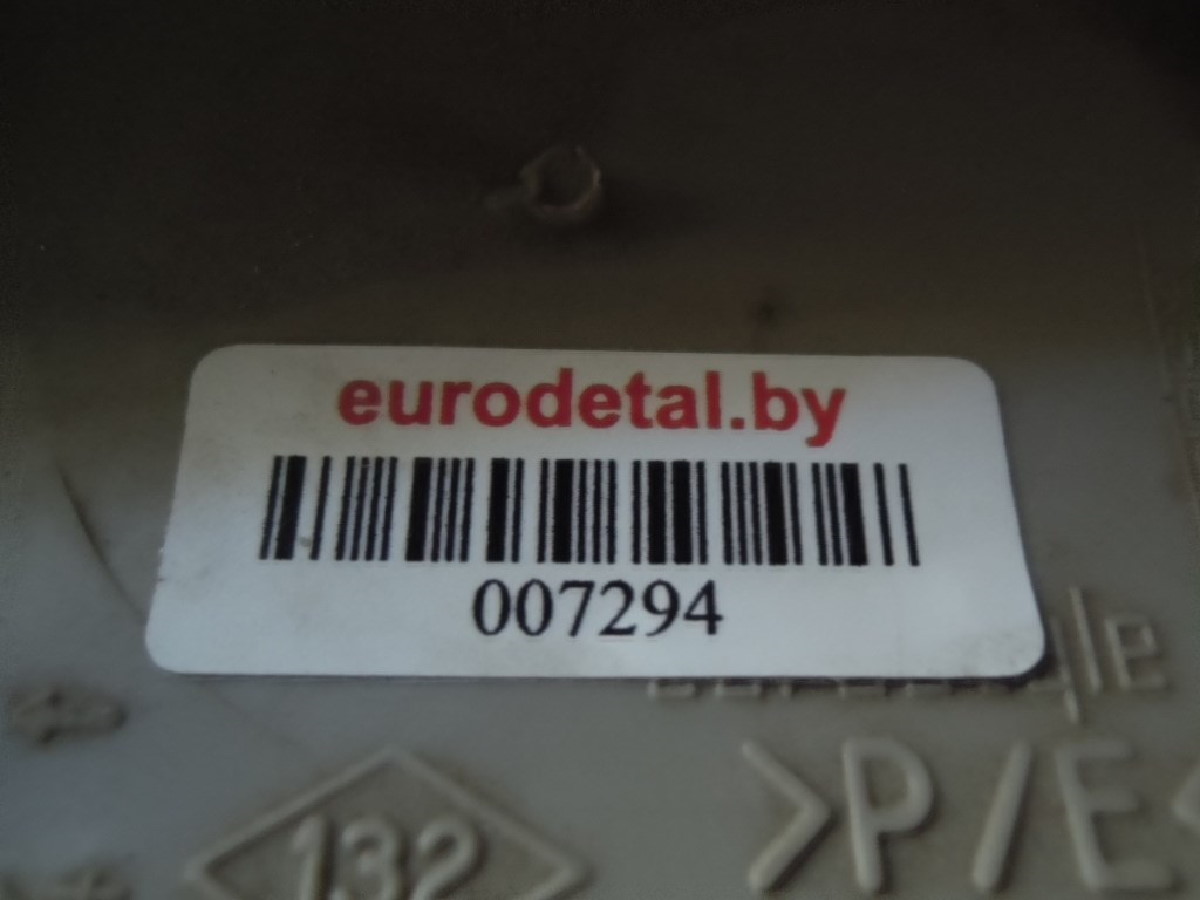 eurodetal.by
007294
132
>P/E<